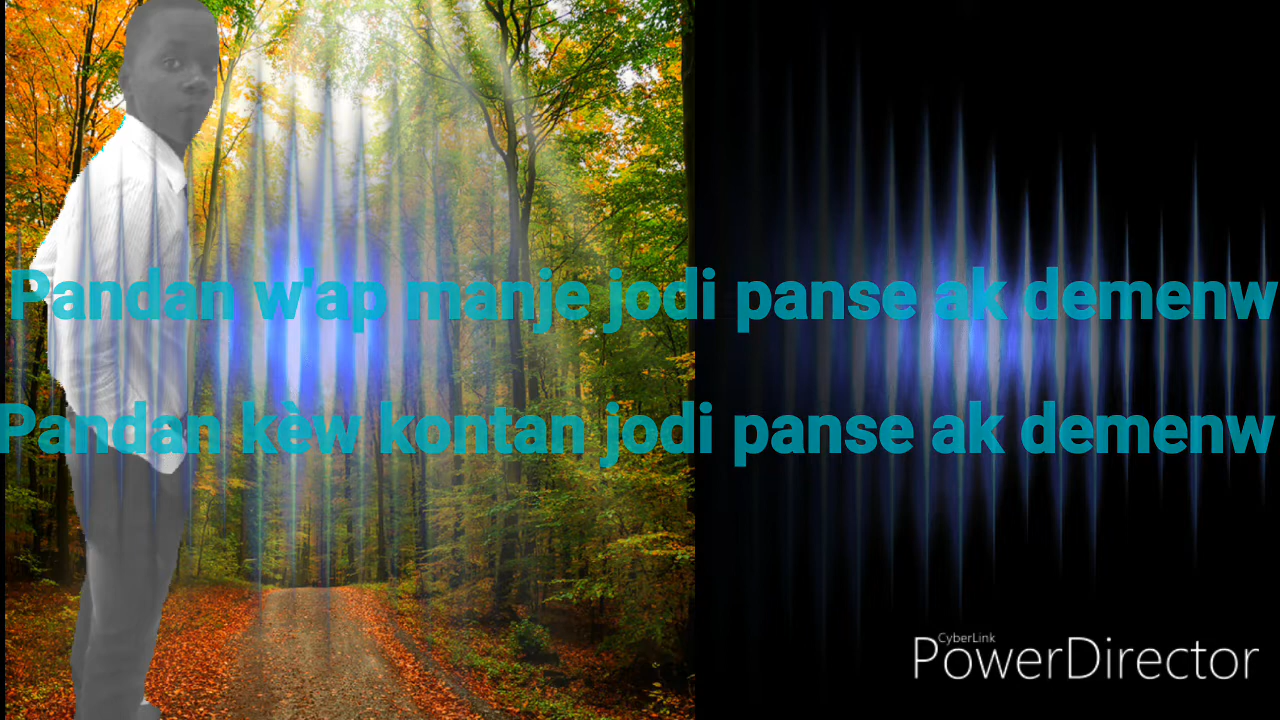 Pandan w'ap manje jodi panse ak demenw
Pandan kèw kontan jodi panse ak demenw
CyberLink
PowerDirector